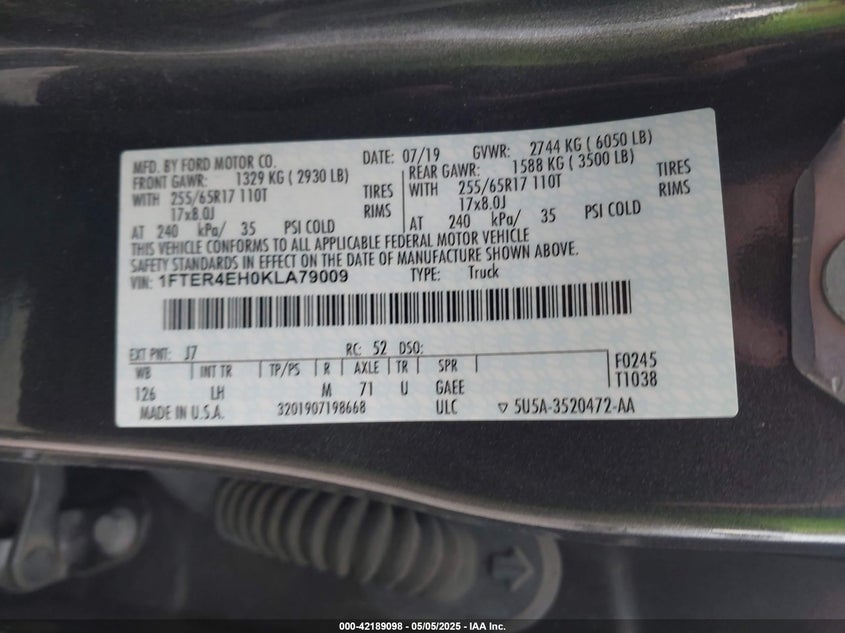 MFD. BY FORD MOTOR CO.
DATE: 07/19 GVWR: 2744 KG ( 6050 LB)
FRONT GAWR: 1329 KG ( 2930 LB)
REAR GAWR: 1588 KG ( 3500 LB)
WITH 255/65R17 110T TIRES
WITH 255/65R17 110T TIRES
17x8.0J RIMS
17x8.0J RIMS
AT 240 kPa/ 35 PSI COLD
AT 240 kPa/ 35 PSI COLD
THIS VEHICLE CONFORMS TO ALL APPLICABLE FEDERAL MOTOR VEHICLE
SAFETY STANDARDS IN EFFECT ON THE DATE OF MANUFACTURE SHOWN ABOVE.
VIN: 1FTER4EH0KLA79009 TYPE: Truck
EXT PNT: J7 RC: 52 DSO:
WB INT TR TP/PS R AXLE TR SPR
F0245
T1038
126 LH M 71 U GAEE
MADE IN U.S.A. 3201907198668 ULC ▽ 5U5A-3520472-AA
000-42189098 - 05/05/2025 - IAA Inc.